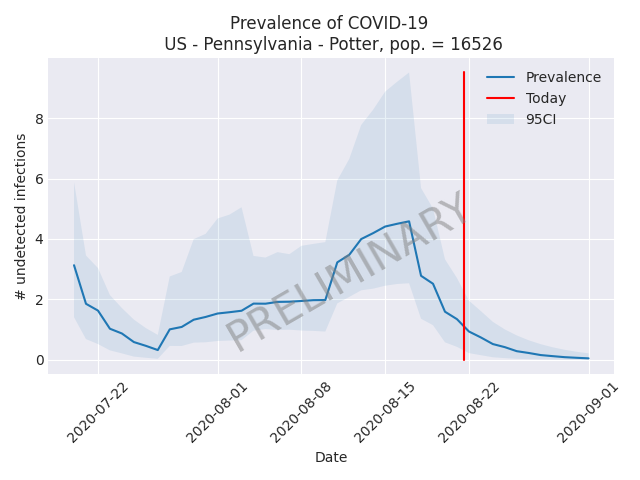 Prevalence of COVID-19
US - Pennsylvania - Potter, pop. = 16526
Prevalence
Today
95CI
# undetected infections
8
6
4
2
0
PRELIMINARY
2020-07-22
2020-08-01
2020-08-08
2020-08-15
2020-08-22
2020-09-01
Date